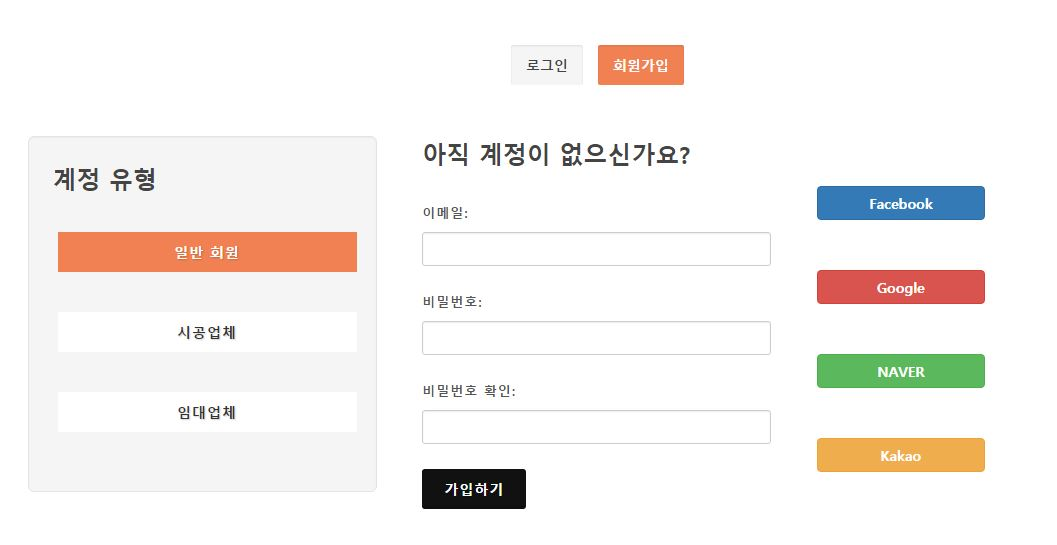 로그인
회원가입
계정 유형
일반 회원
시공업체
임대업체
아직 계정이 없으신가요?
이메일:
비밀번호:
비밀번호 확인:
가입하기
Facebook
Google
NAVER
Kakao